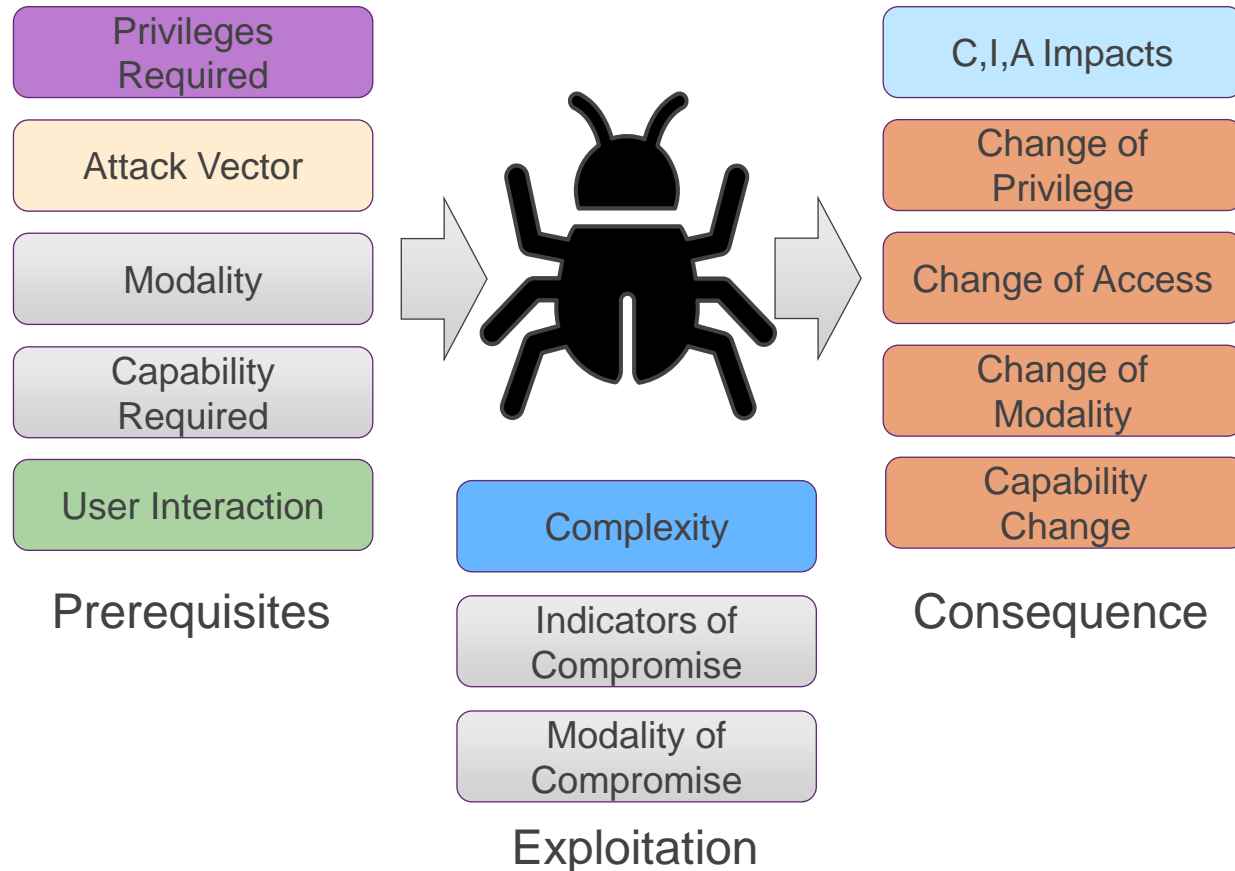 Privileges
Required
Attack Vector
Modality
Capability
Required
User Interaction
Prerequisites
Complexity
Indicators of
Compromise
Modality of
Compromise
Exploitation
C,I,A Impacts
Change of
Privilege
Change of Access
Change of
Modality
Capability
Change
Consequence